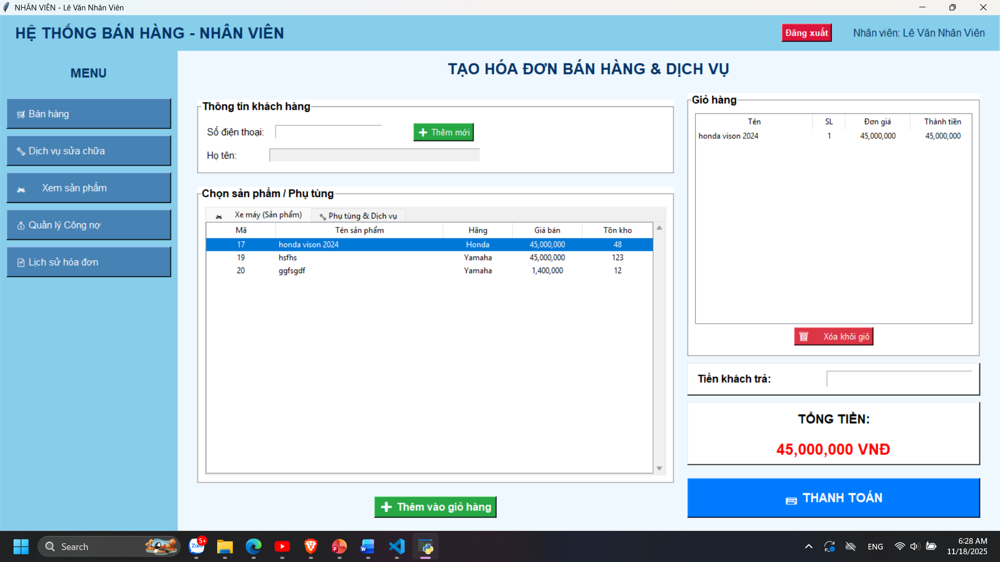 NHÂN VIÊN - Lê Văn Nhân Viên
HỆ THỐNG BÁN HÀNG - NHÂN VIÊN
Đăng xuất
Nhân viên: Lê Văn Nhân Viên
MENU
Bán hàng
Dịch vụ sửa chữa
Xem sản phẩm
Quản lý Công nợ
Lịch sử hóa đơn
TẠO HÓA ĐƠN BÁN HÀNG & DỊCH VỤ
Thông tin khách hàng
Số điện thoại:
Thêm mới
Họ tên:
Chọn sản phẩm / Phụ tùng
Xe máy (Sản phẩm) Phụ tùng & Dịch vụ
Mã Tên sản phẩm Hãng Giá bán Tồn kho
17 honda vison 2024 Honda 45,000,000 48
19 hsfhs Yamaha 45,000,000 123
20 ggfsgdf Yamaha 1,400,000 12
Thêm vào giỏ hàng
Giỏ hàng
Tên SL Đơn giá Thành tiền
honda vison 2024 1 45,000,000 45,000,000
Xóa khỏi giỏ
Tiền khách trả:
TỔNG TIỀN:
45,000,000 VNĐ
THANH TOÁN
Search
Zalo
5+
P
W
ENG
6:28 AM
11/18/2025